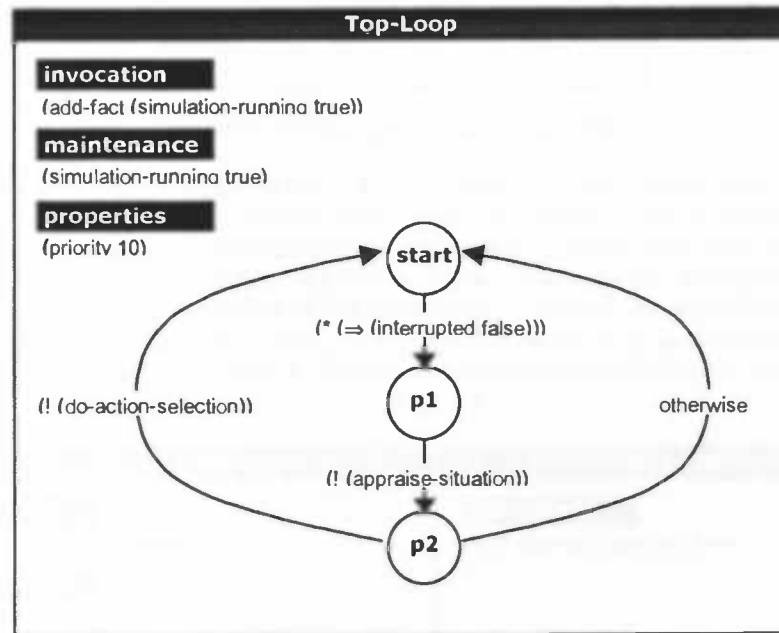 Top-Loop
invocation
(add-fact (simulation-running true))
maintenance
(simulation-running true)
properties
(priority 10)
start
(* (⇒ (interrupted false)))
p1
(! (do-action-selection))
otherwise
(! (appraise-situation))
p2